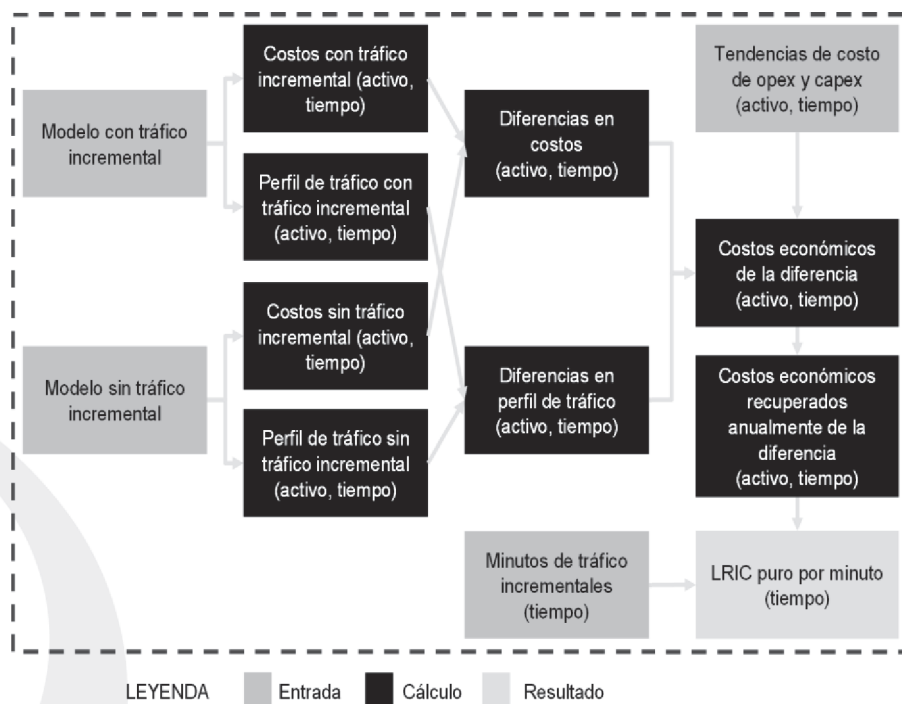 Modelo con tráfico
incremental
Modelo sin tráfico
incremental
Costos con tráfico
incremental (activo,
tiempo)
Perfil de tráfico con
tráfico incremental
(activo, tiempo)
Costos sin tráfico
incremental (activo,
tiempo)
Perfil de tráfico sin
tráfico incremental
(activo, tiempo)
Diferencias en
costos
(activo, tiempo)
Diferencias en
perfil de tráfico
(activo, tiempo)
Minutos de tráfico
incrementales
(tiempo)
Tendencias de costo
de opex y capex
(activo, tiempo)
Costos económicos
de la diferencia
(activo, tiempo)
Costos económicos
recuperados
anualmente de la
diferencia
(activo, tiempo)
LRIC puro por minuto
(tiempo)
LEYENDA Entrada Cálculo Resultado